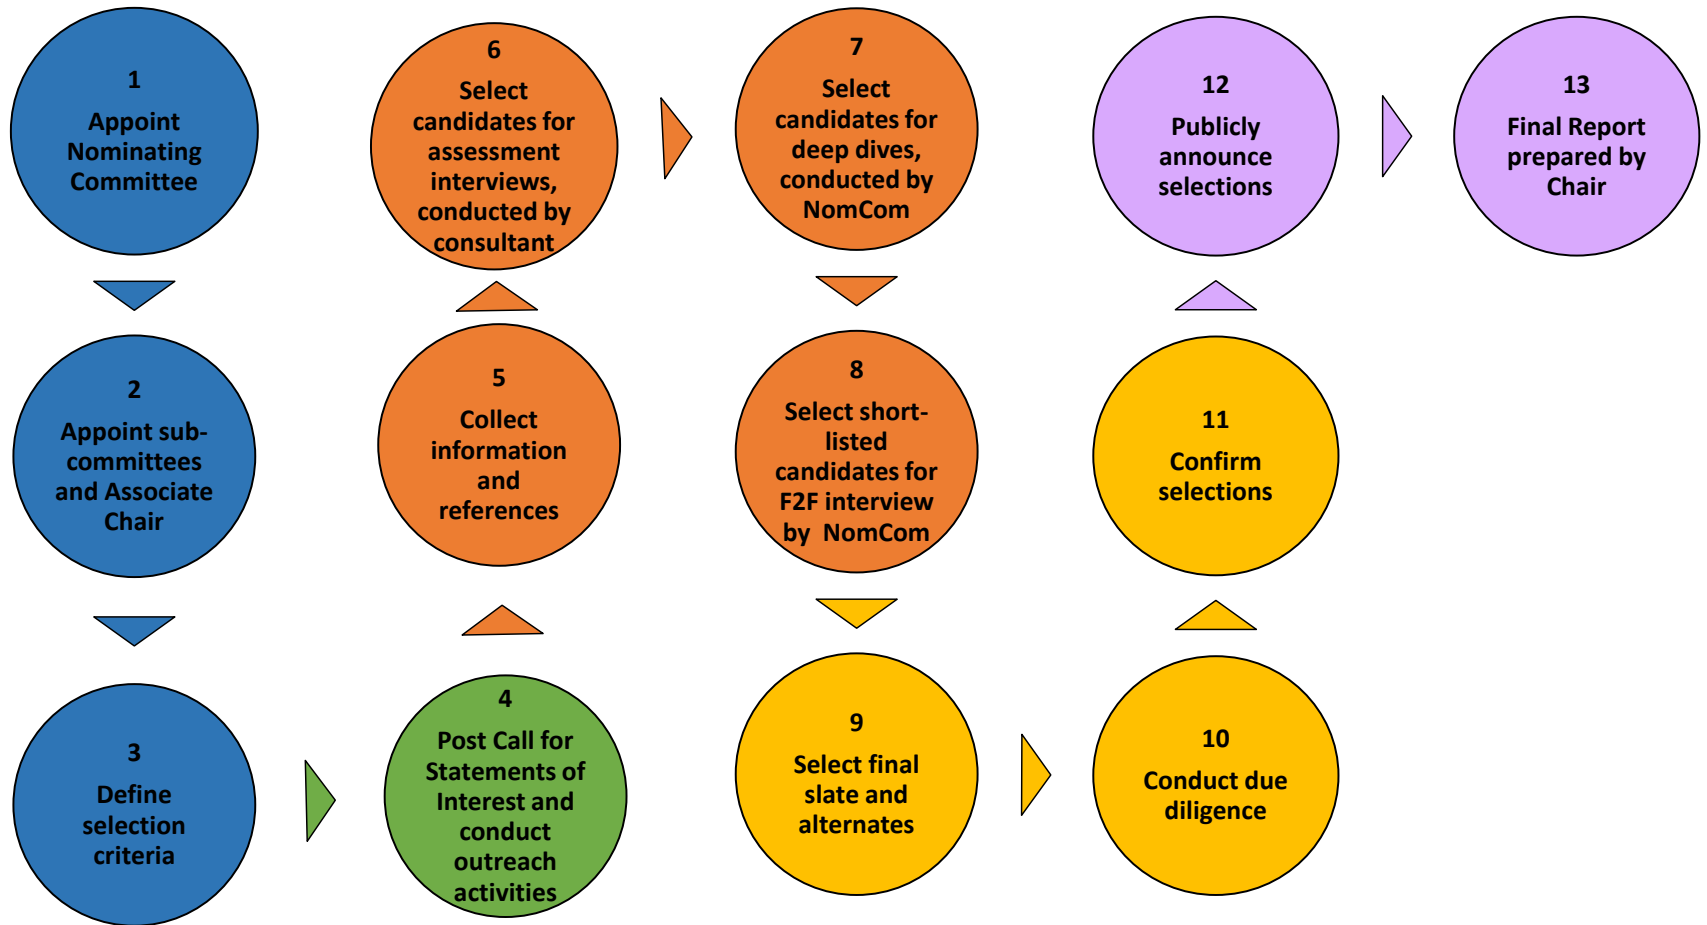 1
Appoint
Nominating
Committee
2
Appoint sub-
committees
and Associate
Chair
3
Define
selection
criteria
4
Post Call for
Statements of
Interest and
conduct
outreach
activities
5
Collect
information
and
references
6
Select
candidates for
assessment
interviews,
conducted by
consultant
7
Select
candidates for
deep dives,
conducted by
NomCom
8
Select short-
listed
candidates for
F2F interview
by NomCom
9
Select final
slate and
alternates
10
Conduct due
diligence
11
Confirm
selections
12
Publicly
announce
selections
13
Final Report
prepared by
Chair